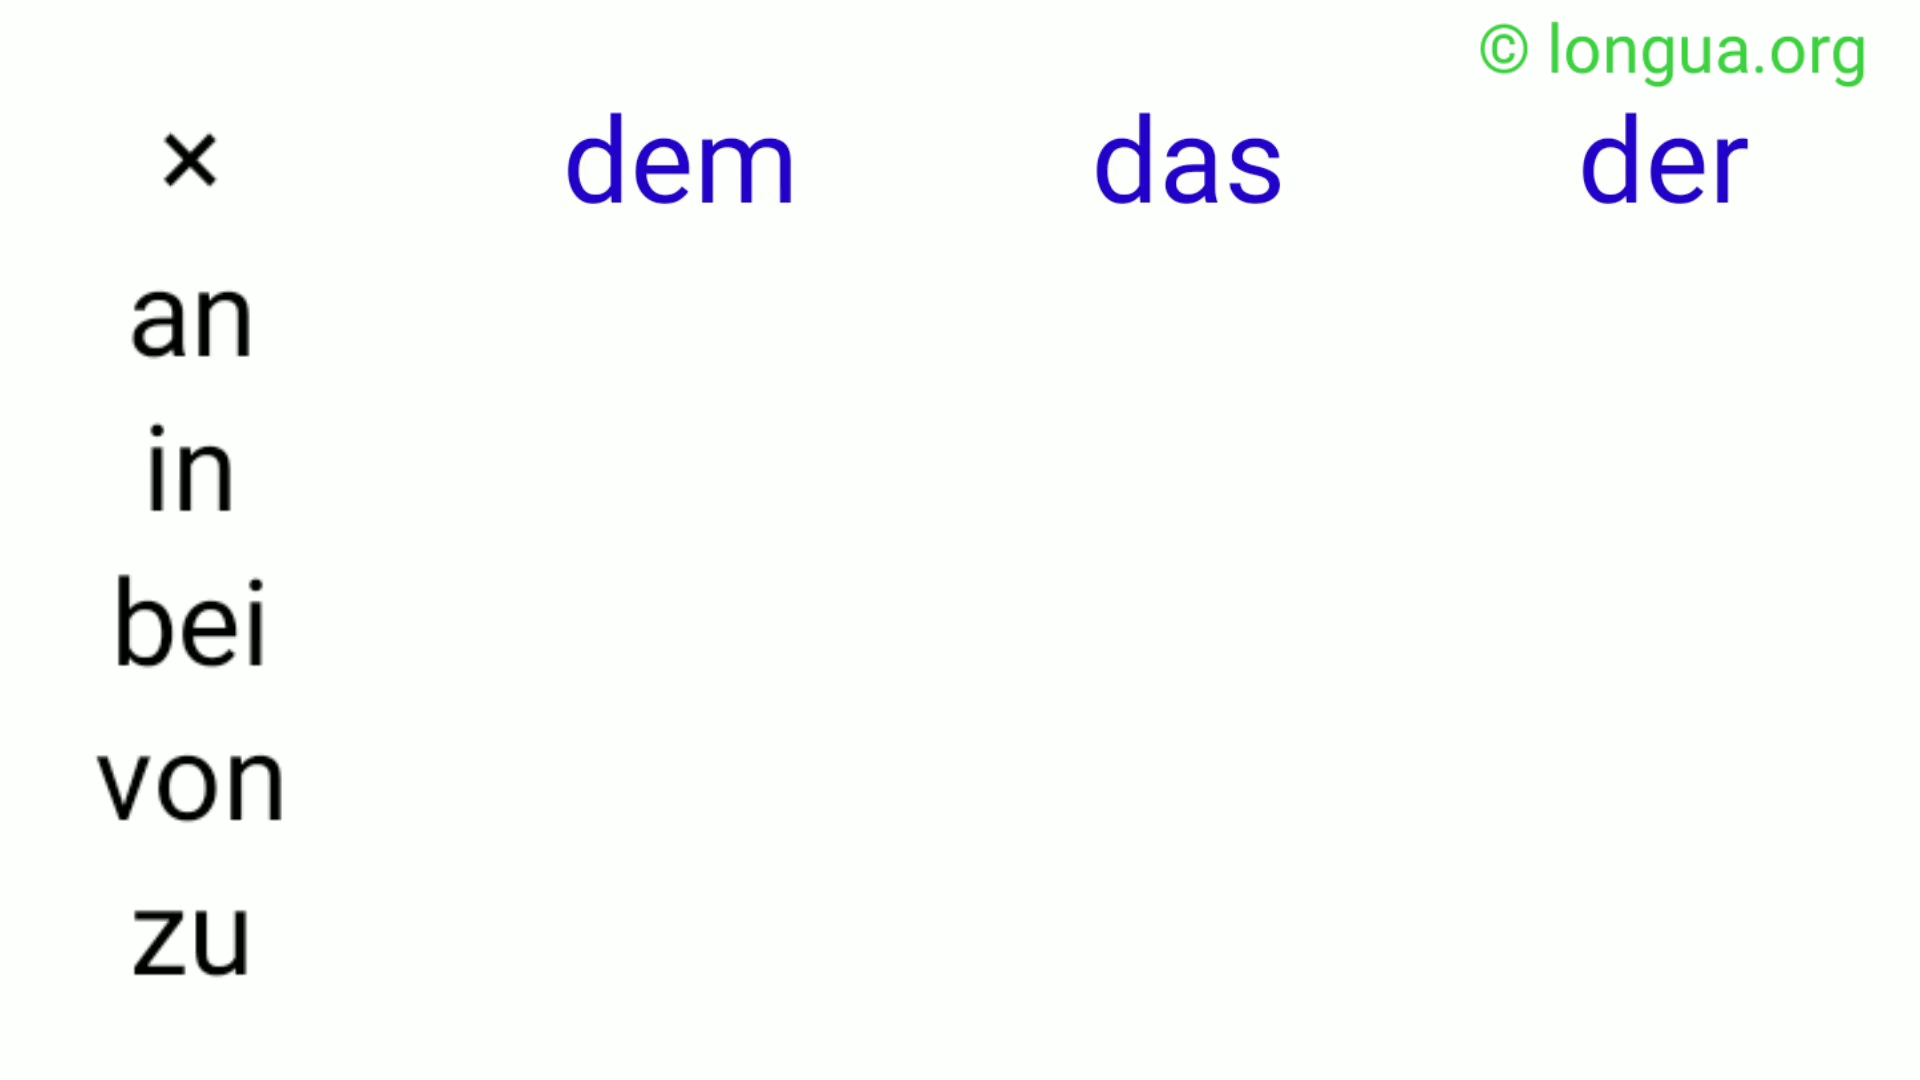 © longua.org
× dem das der
an
in
bei
von
zu